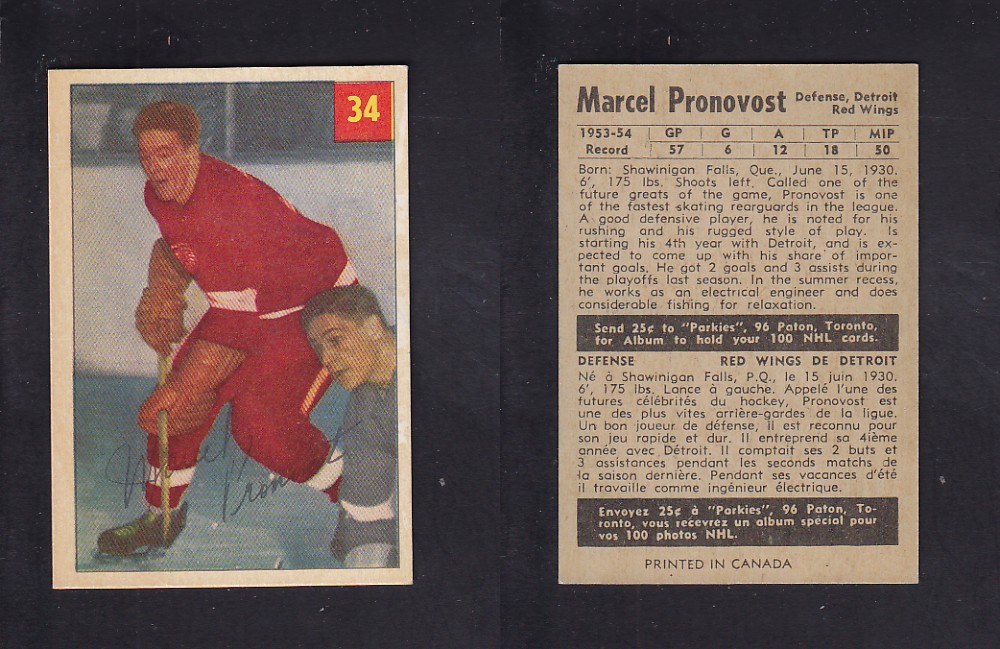 34
Marcel Pronovost
Marcel Pronovost Defense, Detroit
Red Wings
1953-54 GP G A TP MIP
Record 57 6 12 18 50
Born: Shawinigan Falls, Que., June 15, 1930.
6', 175 lbs. Shoots left. Called one of the
future greats of the game, Pronovost is one
of the fastest skating rearguards in the league.
A good defensive player, he is noted for his
rushing and his rugged style of play. Is
starting his 4th year with Detroit, and is ex-
pected to come up with his share of impor-
tant goals. He got 2 goals and 3 assists during
the playoffs last season. In the summer recess,
he works as an electrical engineer and does
considerable fishing for relaxation.
Send 25¢ to "Parkies", 96 Paton, Toronto,
for Album to hold your 100 NHL cards.
DEFENSE RED WINGS DE DETROIT
Né à Shawinigan Falls, P.Q., le 15 juin 1930.
6', 175 lbs. Lance à gauche. Appelé l'une des
futures célébrités du hockey, Pronovost est
une des plus vites arrière-gardes de la ligue.
Un bon joueur de défense, il est reconnu pour
son jeu rapide et dur. Il entreprend sa 4ième
année avec Détroit. Il comptait ses 2 buts et
3 assistances pendant les seconds matchs de
la saison dernière. Pendant ses vacances d'été
il travaille comme ingénieur électrique.
Envoyez 25¢ à "Parkies", 96 Paton, To-
ronto, vous recevrez un album special pour
vos 100 photos NHL.
PRINTED IN CANADA